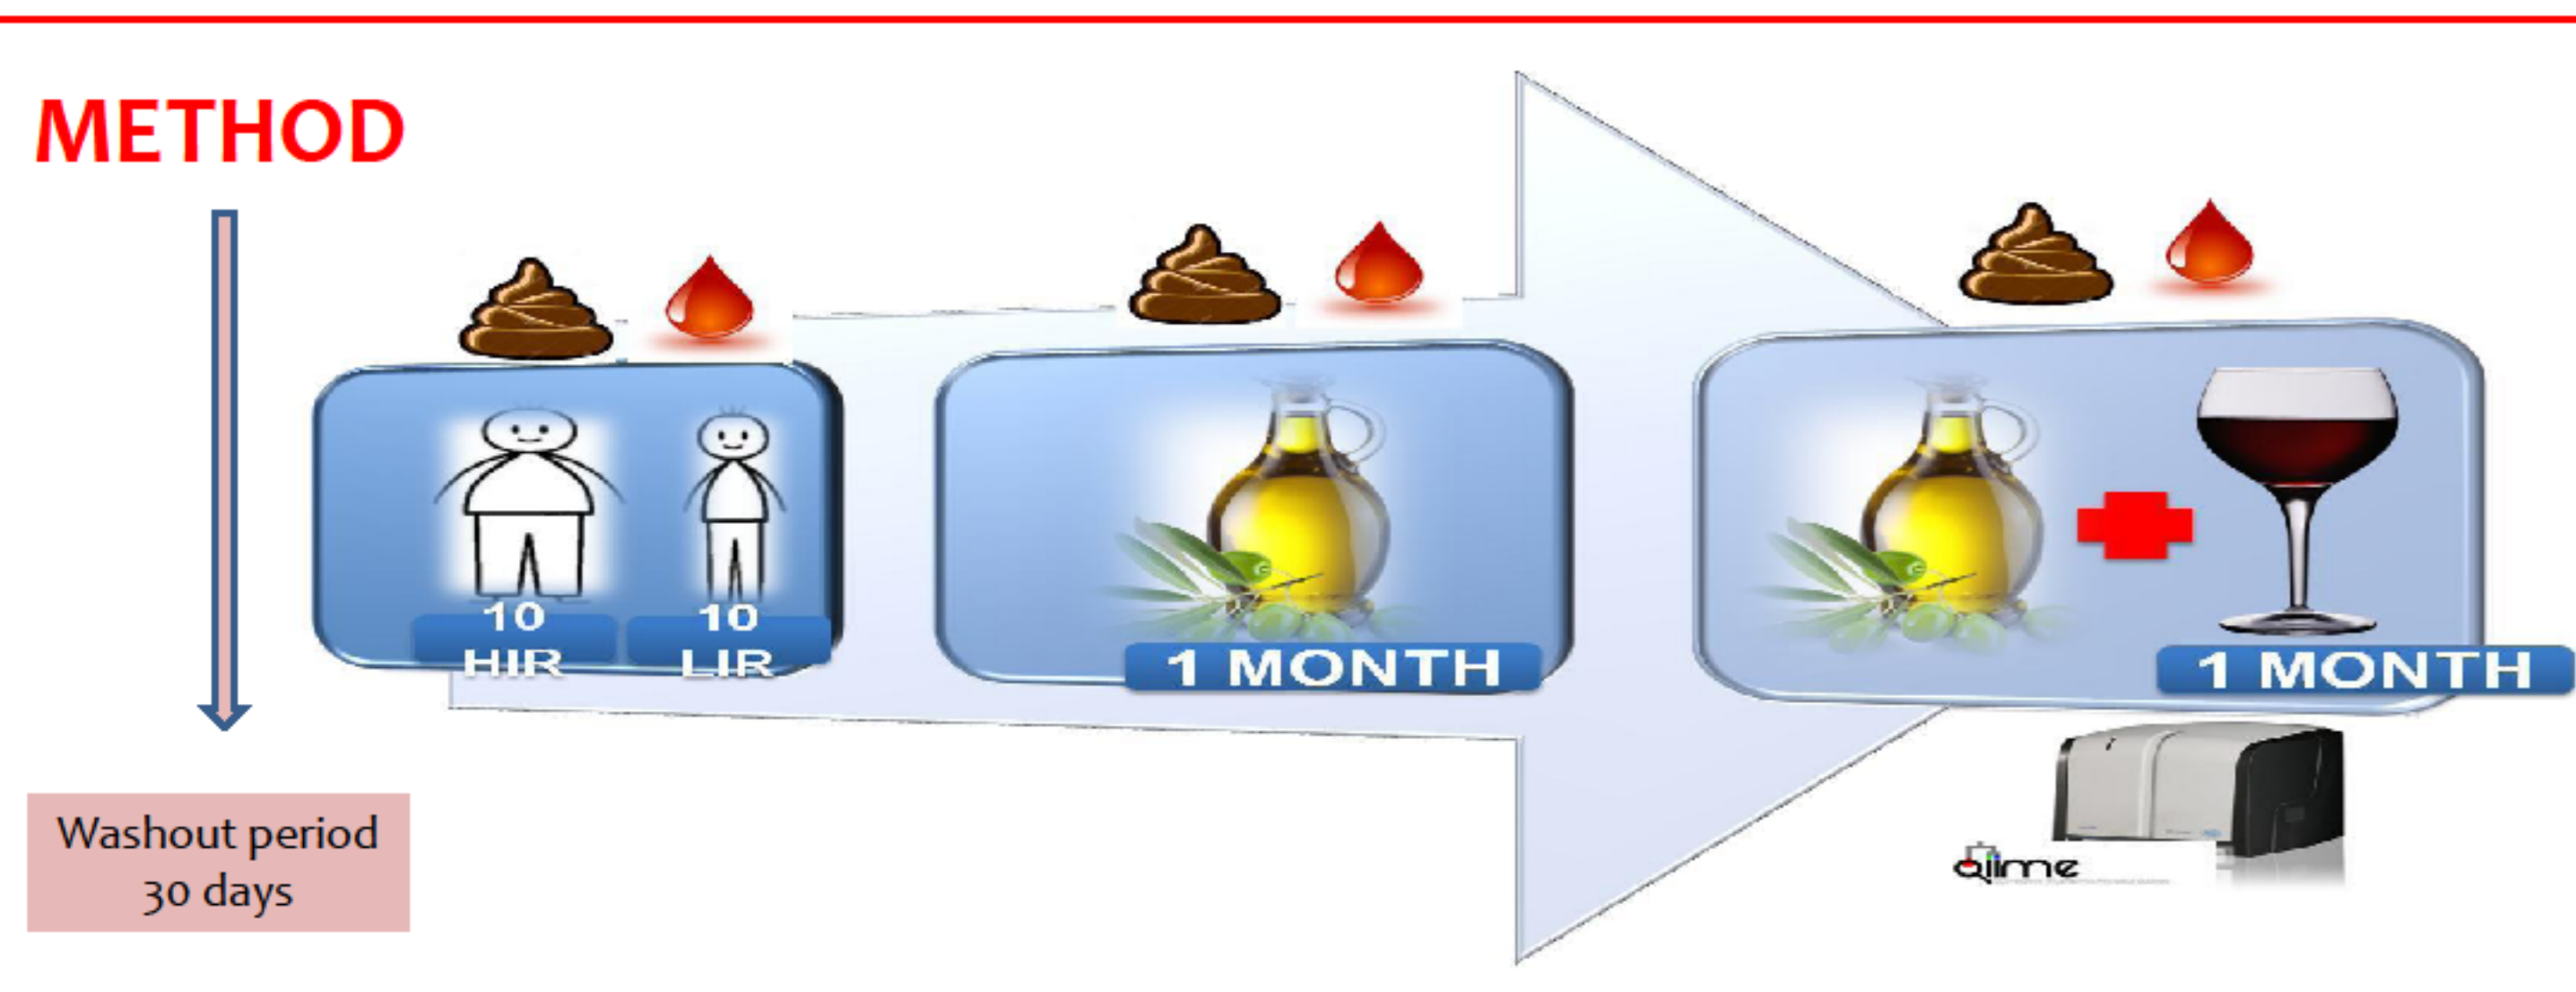 METHOD
10
HIR
10
LIR
1 MONTH
1 MONTH
Washout period
30 days
Qiime